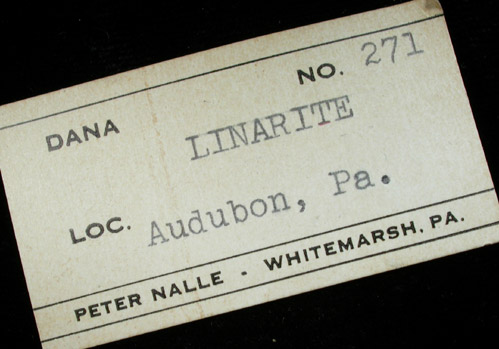 NO. 271
DANA LINARITE
LOC. Audubon, Pa.
PETER NALLE - WHITEMARSH, PA.